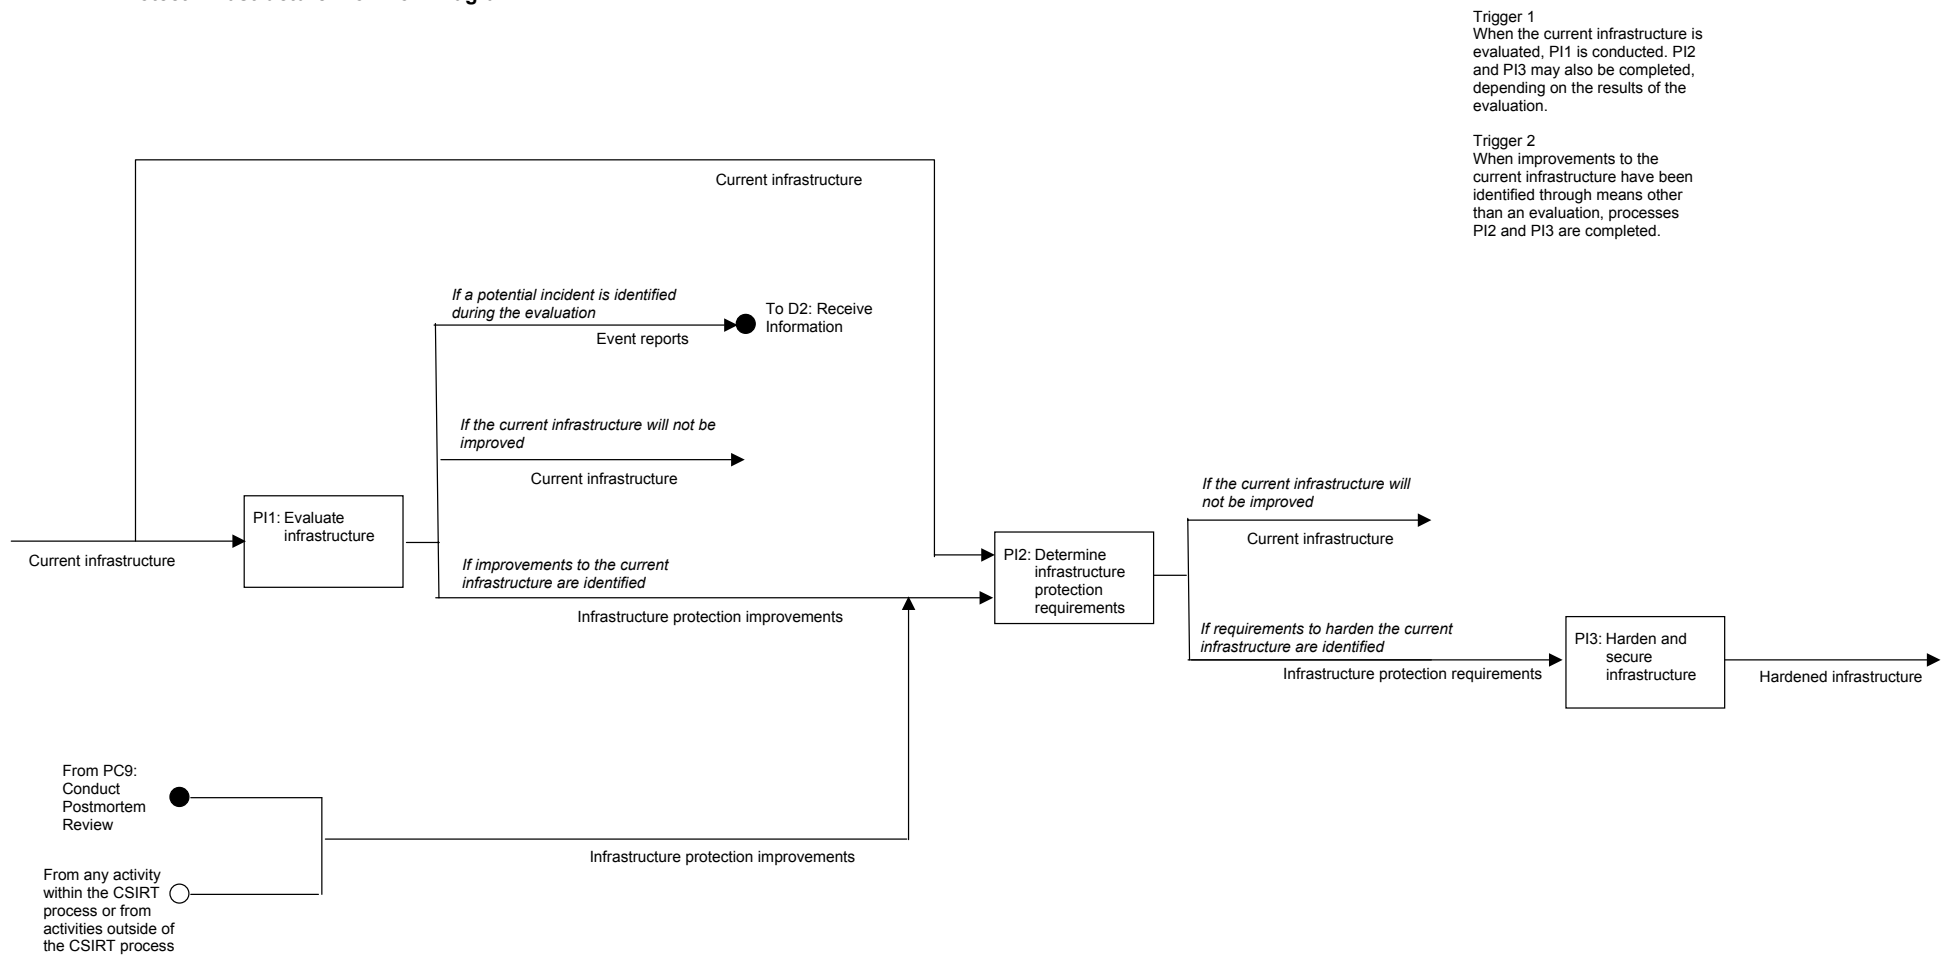 Trigger 1
When the current infrastructure is
evaluated, PI1 is conducted. PI2
and PI3 may also be completed,
depending on the results of the
evaluation.
Trigger 2
When improvements to the
current infrastructure have been
identified through means other
than an evaluation, processes
PI2 and PI3 are completed.
Current infrastructure
If a potential incident is identified
during the evaluation
Event reports
To D2: Receive
Information
If the current infrastructure will not be
improved
Current infrastructure
PI1: Evaluate
infrastructure
Current infrastructure
If improvements to the current
infrastructure are identified
Infrastructure protection improvements
PI2: Determine
infrastructure
protection
requirements
If the current infrastructure will
not be improved
Current infrastructure
If requirements to harden the current
infrastructure are identified
Infrastructure protection requirements
PI3: Harden and
secure
infrastructure
Hardened infrastructure
From PC9:
Conduct
Postmortem
Review
Infrastructure protection improvements
From any activity
within the CSIRT
process or from
activities outside of
the CSIRT process